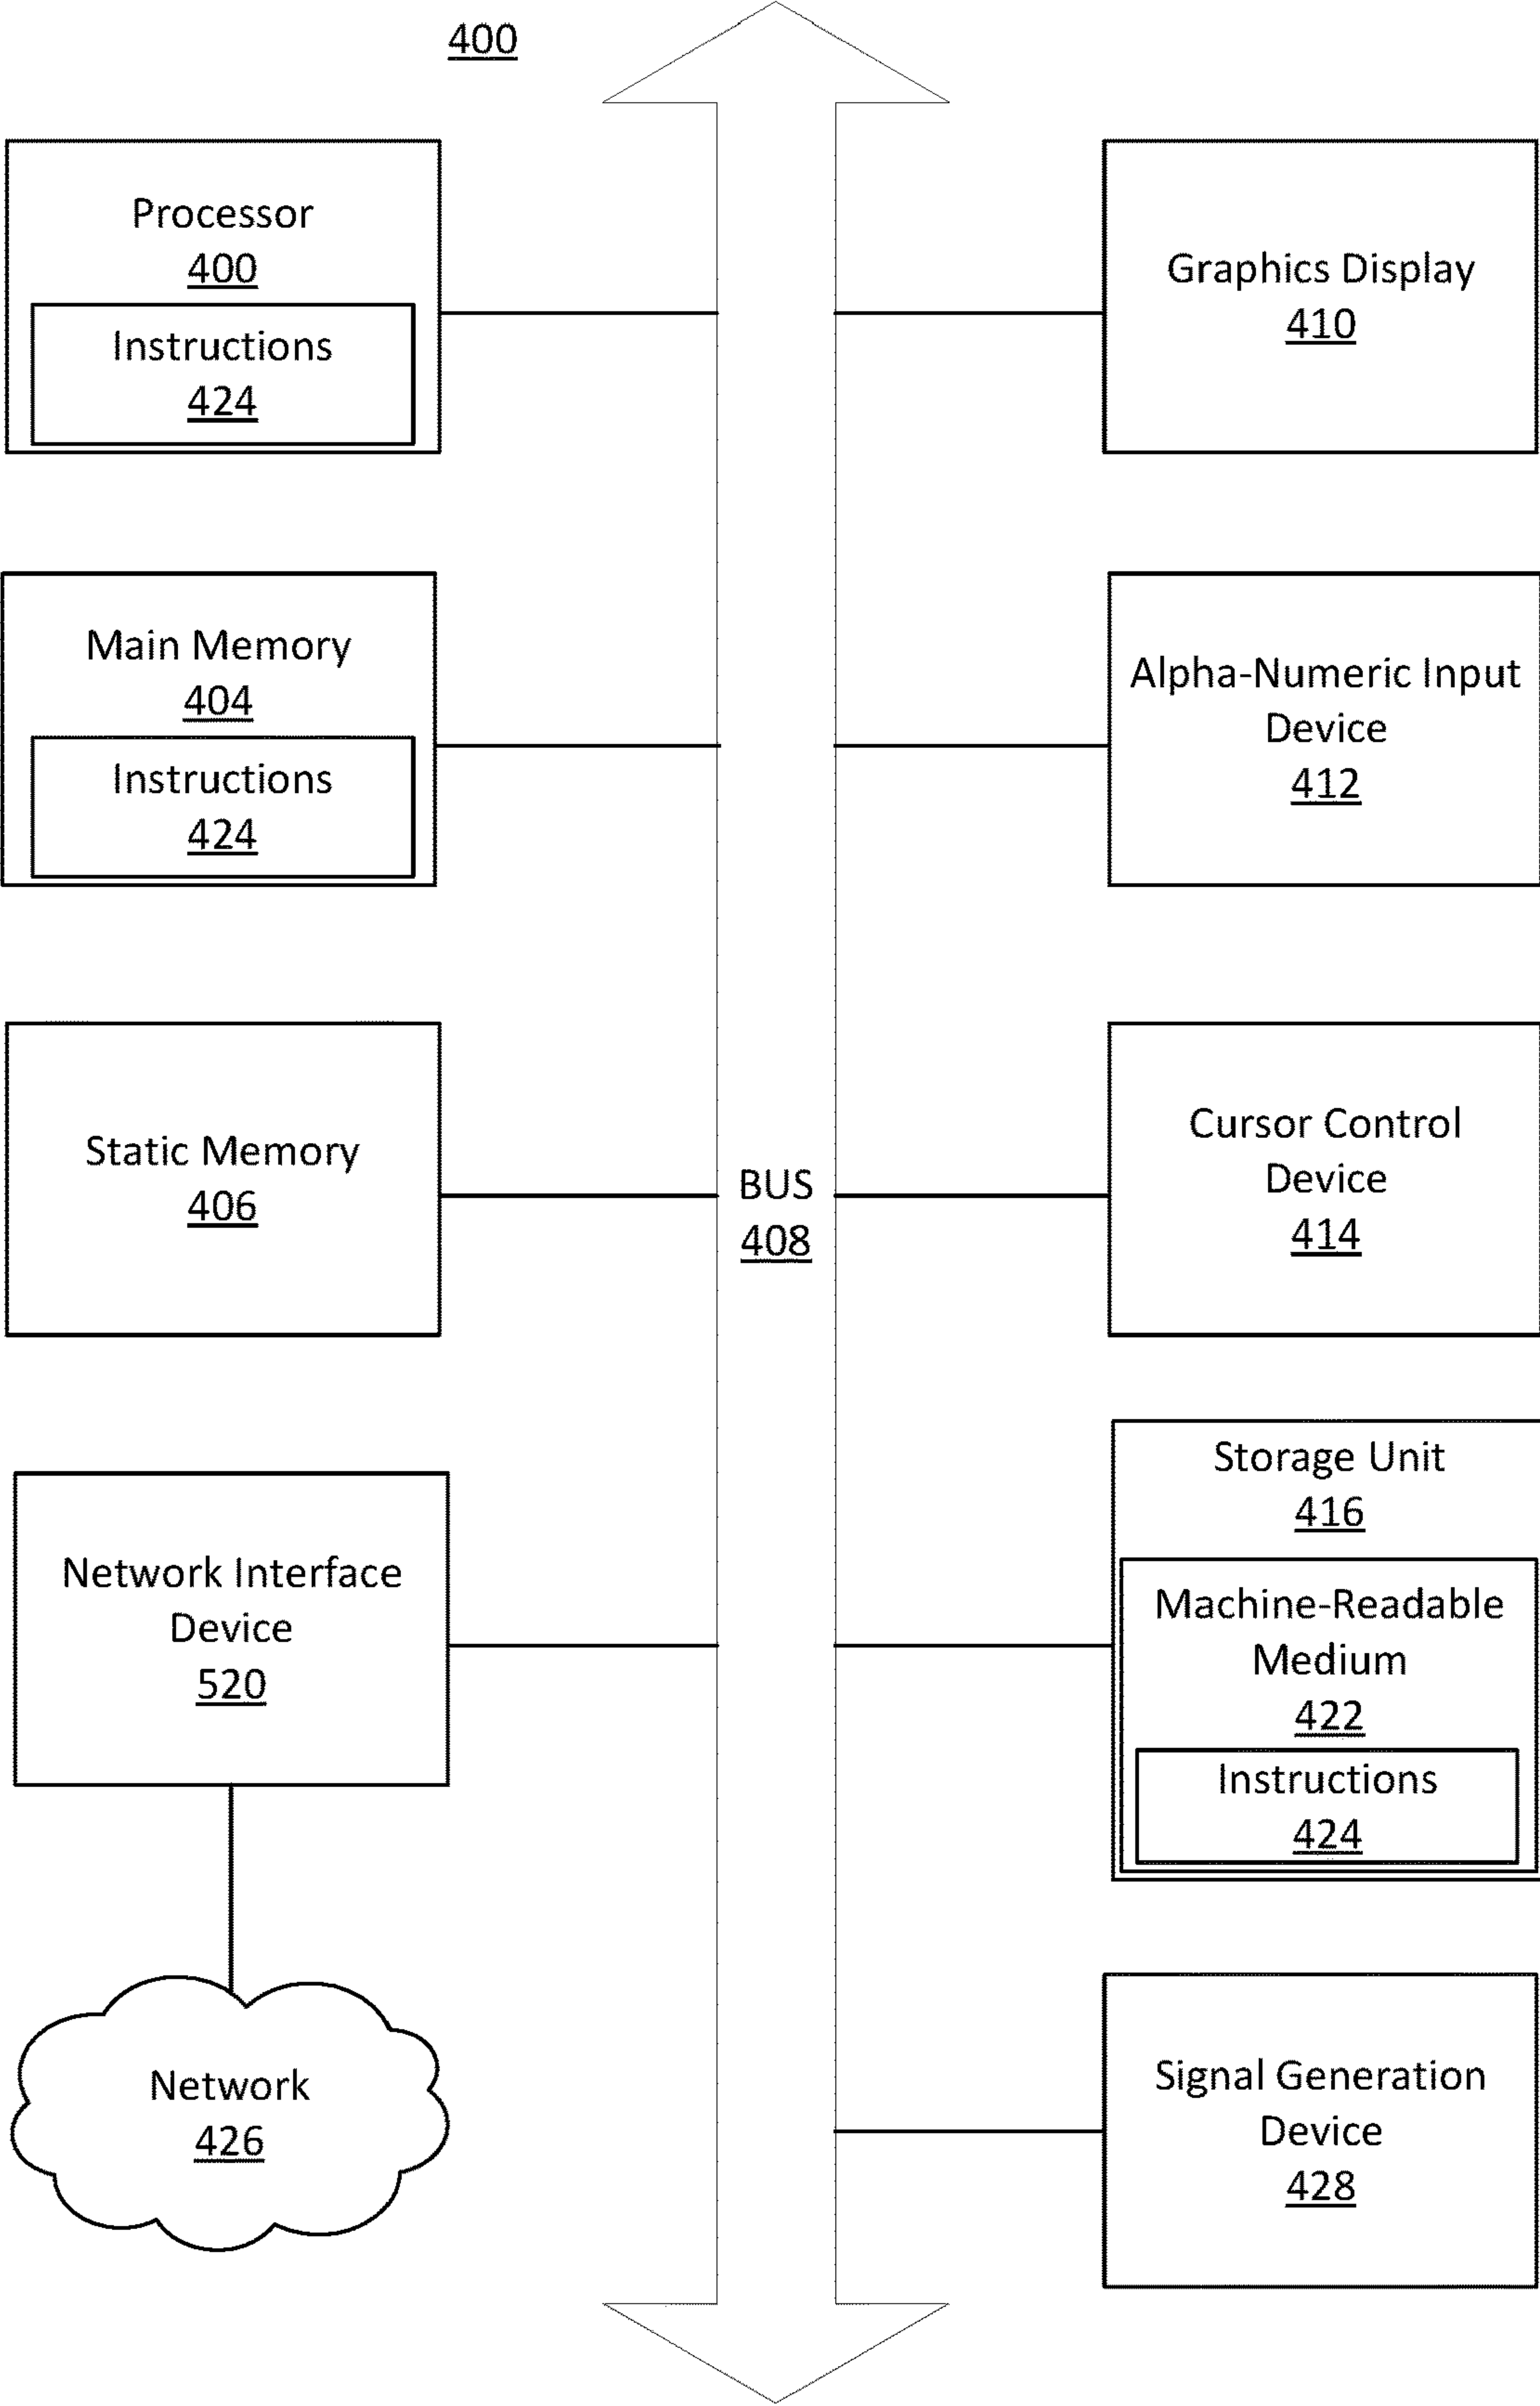 400
Processor
400
Instructions
424
Main Memory
404
Instructions
424
Static Memory
406
Network Interface
Device
520
Network
426
BUS
408
Graphics Display
410
Alpha-Numeric Input
Device
412
Cursor Control
Device
414
Storage Unit
416
Machine-Readable
Medium
422
Instructions
424
Signal Generation
Device
428